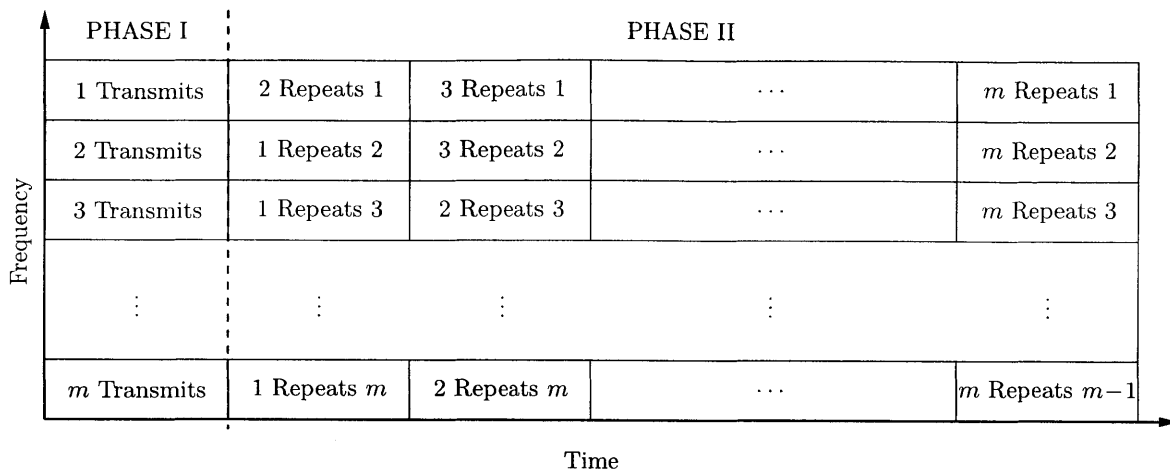 PHASE I PHASE II
1 Transmits 2 Repeats 1 3 Repeats 1 ... m Repeats 1
2 Transmits 1 Repeats 2 3 Repeats 2 ... m Repeats 2
3 Transmits 1 Repeats 3 2 Repeats 3 ... m Repeats 3
Frequency
⋮ ⋮ ⋮ ⋮ ⋮
m Transmits 1 Repeats m 2 Repeats m ... m Repeats m−1
Time